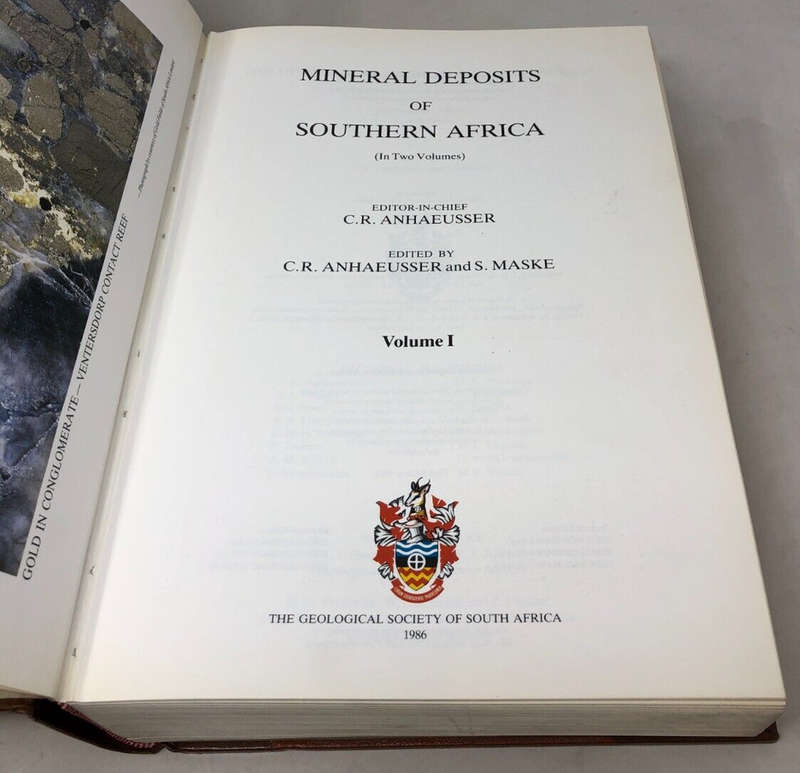 MINERAL DEPOSITS
OF
SOUTHERN AFRICA
(In Two Volumes)
EDITOR-IN-CHIEF
C.R. ANHAEUSSER
EDITED BY
C.R. ANHAEUSSER and S. MASKE
Volume I
THE GEOLOGICAL SOCIETY OF SOUTH AFRICA
1986
GOLD IN CONGLOMERATE — VENTERSDORP CONTACT REEF